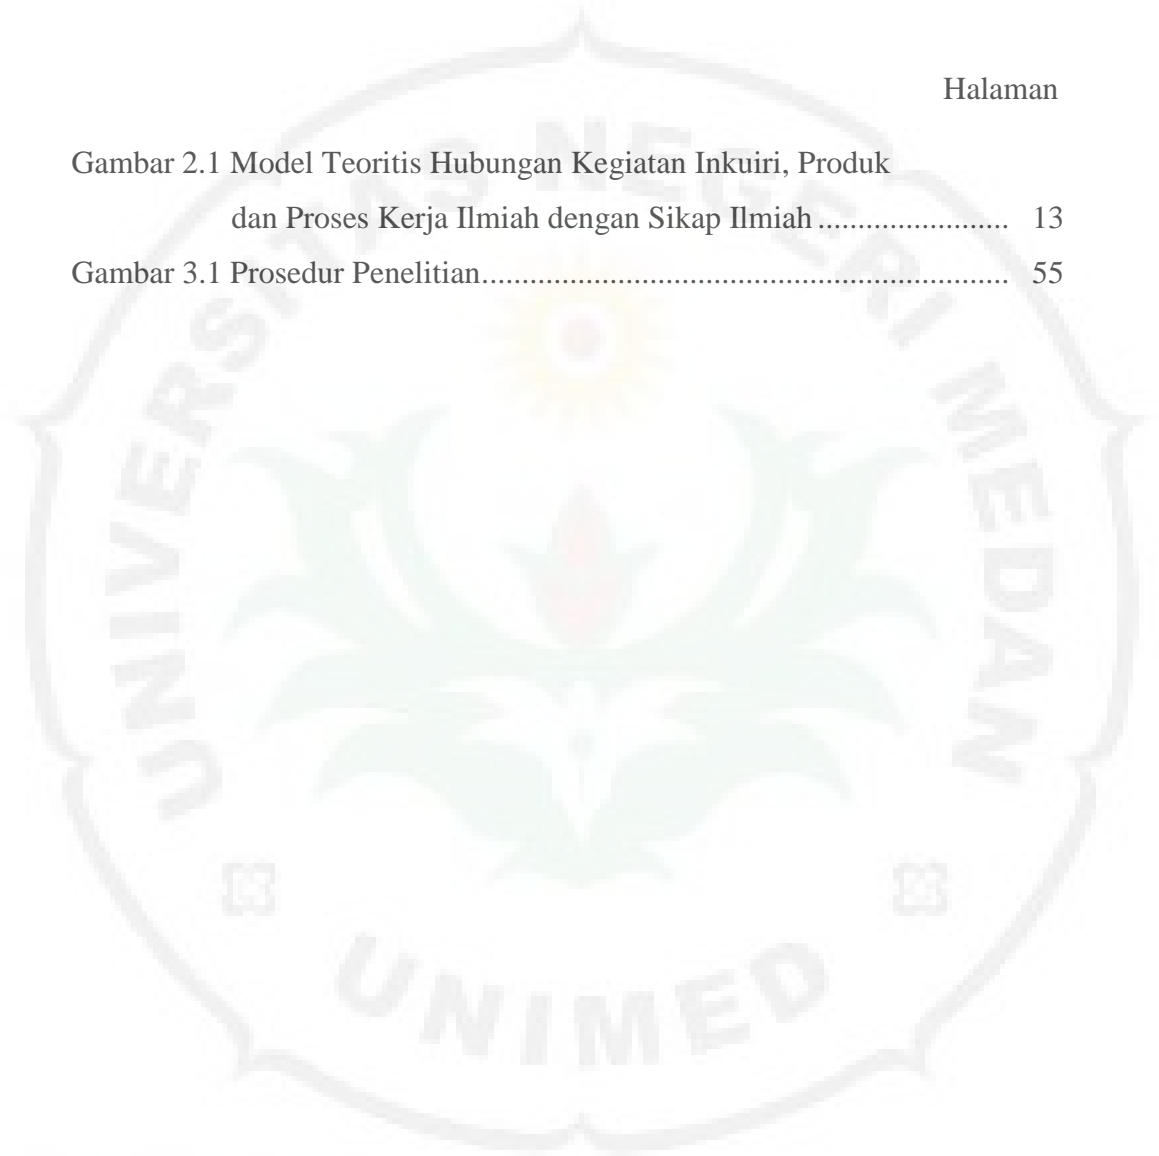 Halaman
Gambar 2.1 Model Teoritis Hubungan Kegiatan Inkuiri, Produk
dan Proses Kerja Ilmiah dengan Sikap Ilmiah ........................ 13
Gambar 3.1 Prosedur Penelitian.................................................................. 55
UNIVERSITAS NEGERI MEDAN
UNIMED